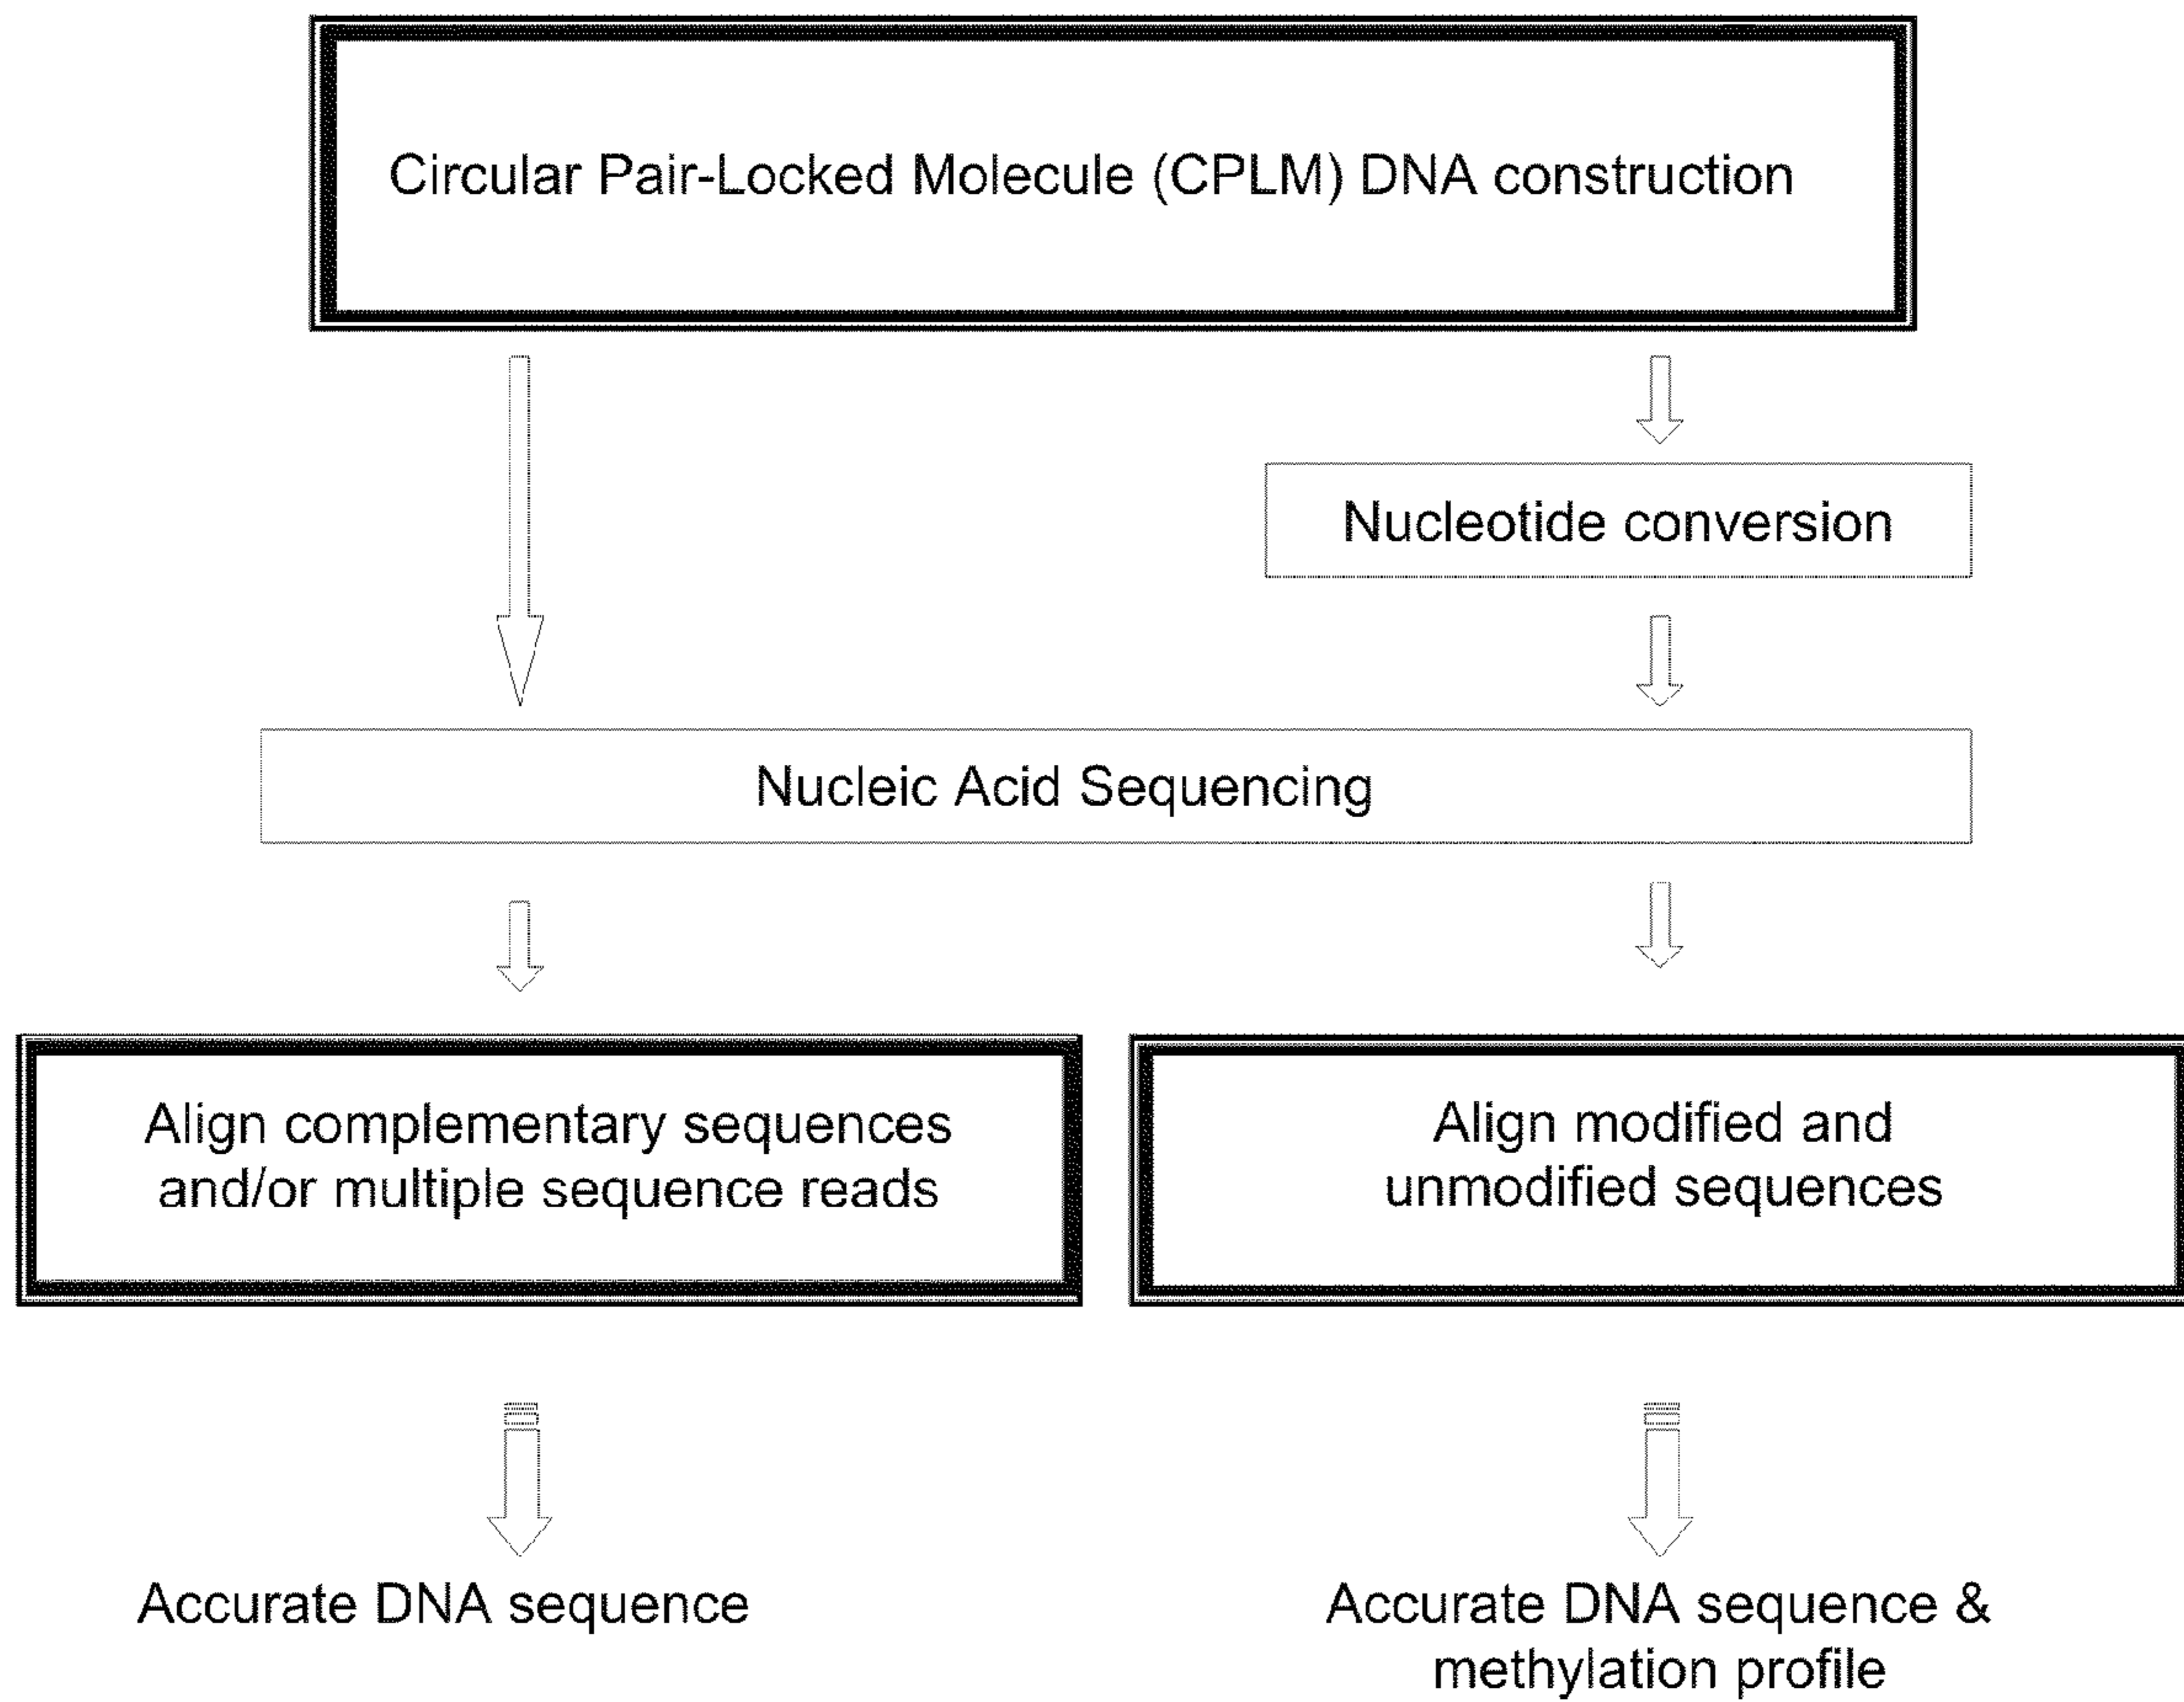 Circular Pair-Locked Molecule (CPLM) DNA construction
Nucleotide conversion
Nucleic Acid Sequencing
Align complementary sequences
and/or multiple sequence reads
Align modified and
unmodified sequences
Accurate DNA sequence
Accurate DNA sequence &
methylation profile